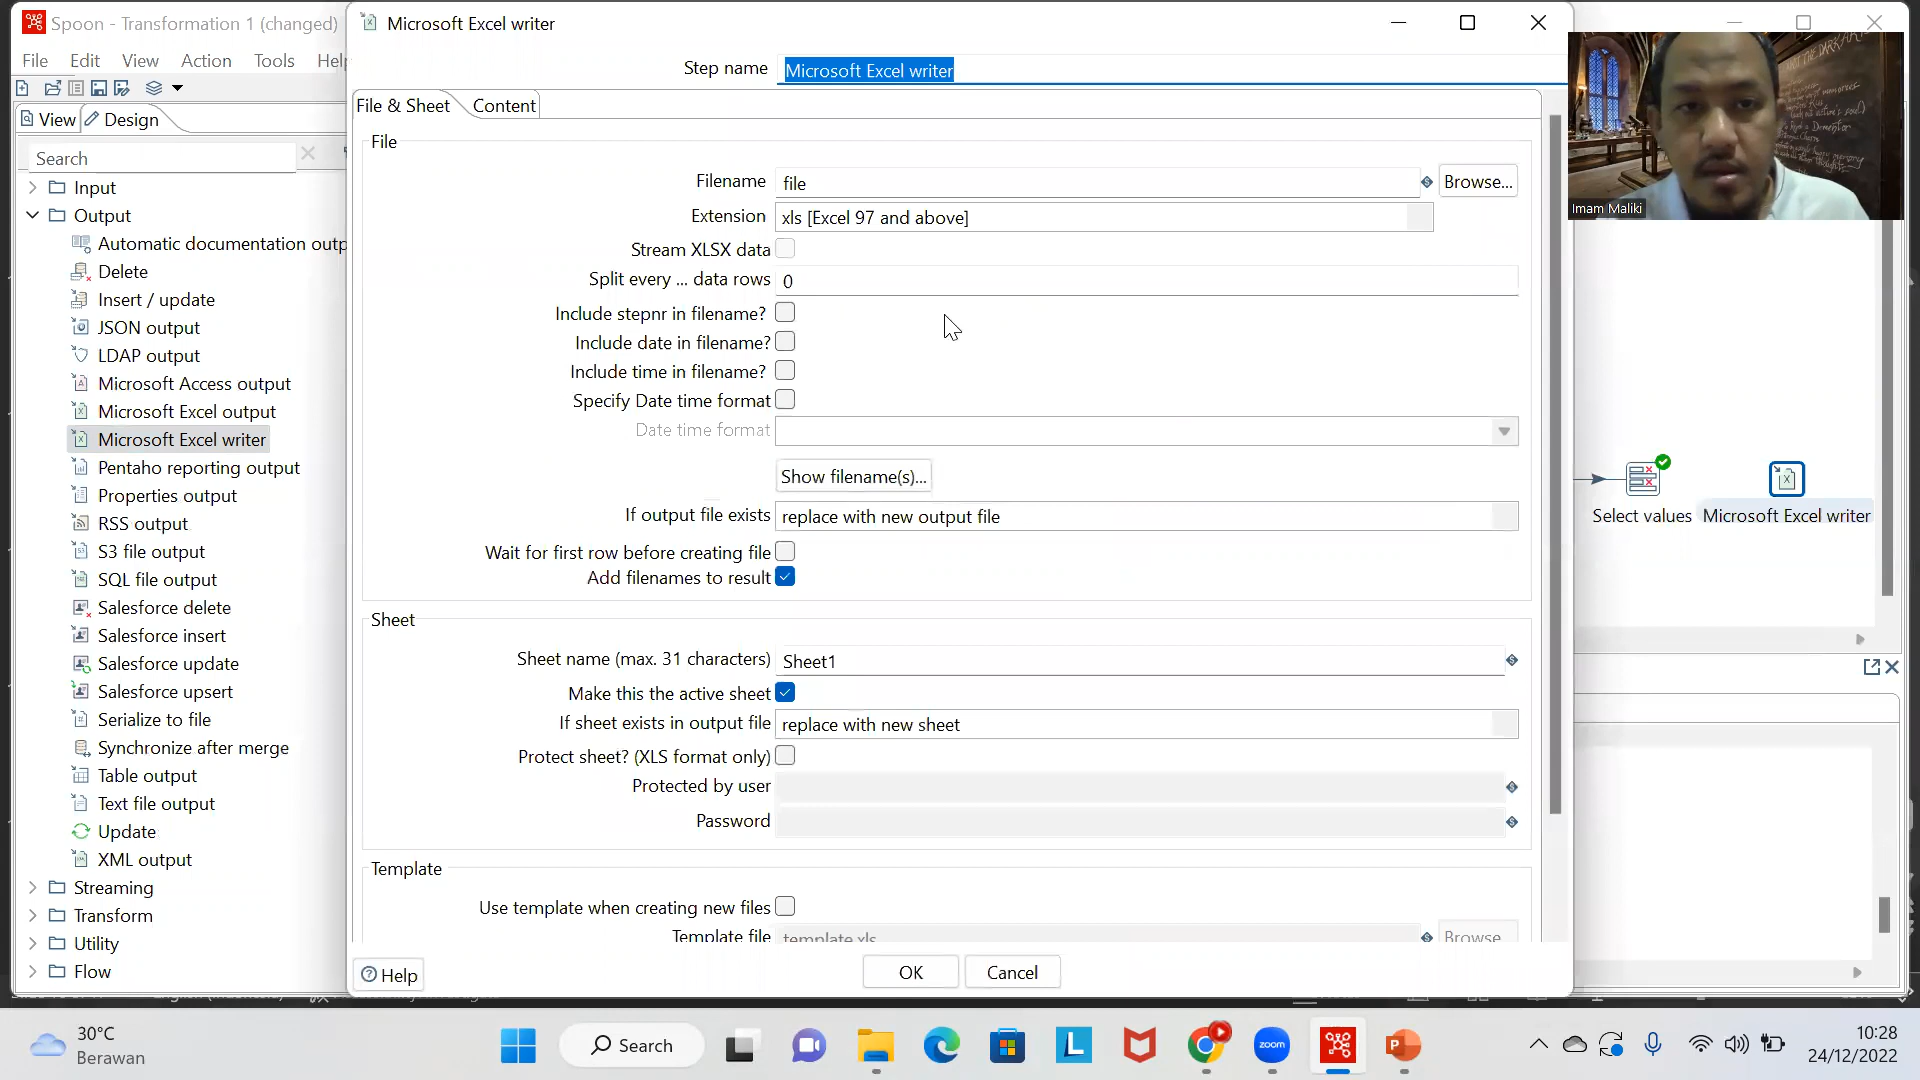 Spoon - Transformation 1 (changed)
Microsoft Excel writer
File Edit View Action Tools Help
Step name Microsoft Excel writer
View Design
File & Sheet Content
Search
File
Input
Output
Automatic documentation outp
Delete
Insert / update
JSON output
LDAP output
Microsoft Access output
Microsoft Excel output
Microsoft Excel writer
Pentaho reporting output
Properties output
RSS output
S3 file output
SQL file output
Salesforce delete
Salesforce insert
Salesforce update
Salesforce upsert
Serialize to file
Synchronize after merge
Table output
Text file output
Update
XML output
Streaming
Transform
Utility
Flow
Filename file Browse...
Extension xls [Excel 97 and above]
Stream XLSX data
Split every ... data rows 0
Include stepnr in filename?
Include date in filename?
Include time in filename?
Specify Date time format
Date time format
Show filename(s)...
If output file exists replace with new output file
Wait for first row before creating file
Add filenames to result
Sheet
Sheet name (max. 31 characters) Sheet1
Make this the active sheet
If sheet exists in output file replace with new sheet
Protect sheet? (XLS format only)
Protected by user
Password
Template
Use template when creating new files
Template file template.xls Browse...
Help OK Cancel
Imam Maliki
Select values Microsoft Excel writer
30°C
Berawan
Search
zoom
10:28
24/12/2022